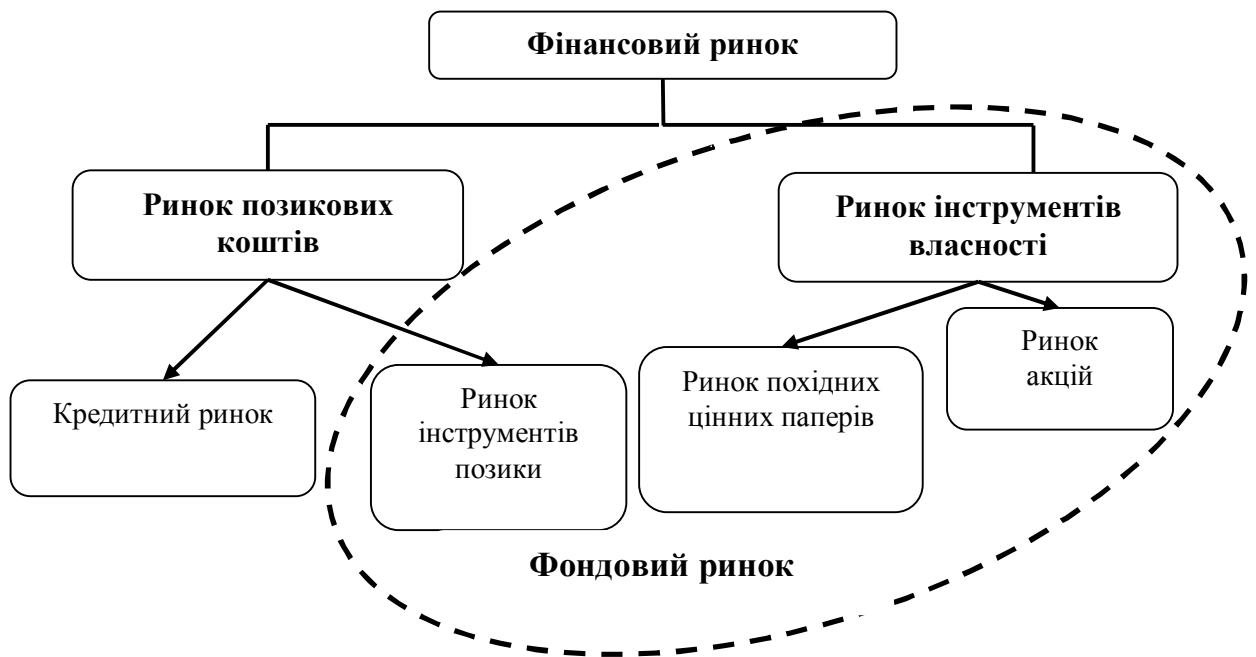 Фінансовий ринок
Ринок позикових
коштів
Ринок інструментів
власності
Кредитний ринок
Ринок
інструментів
позики
Ринок похідних
цінних паперів
Ринок
акцій
Фондовий ринок